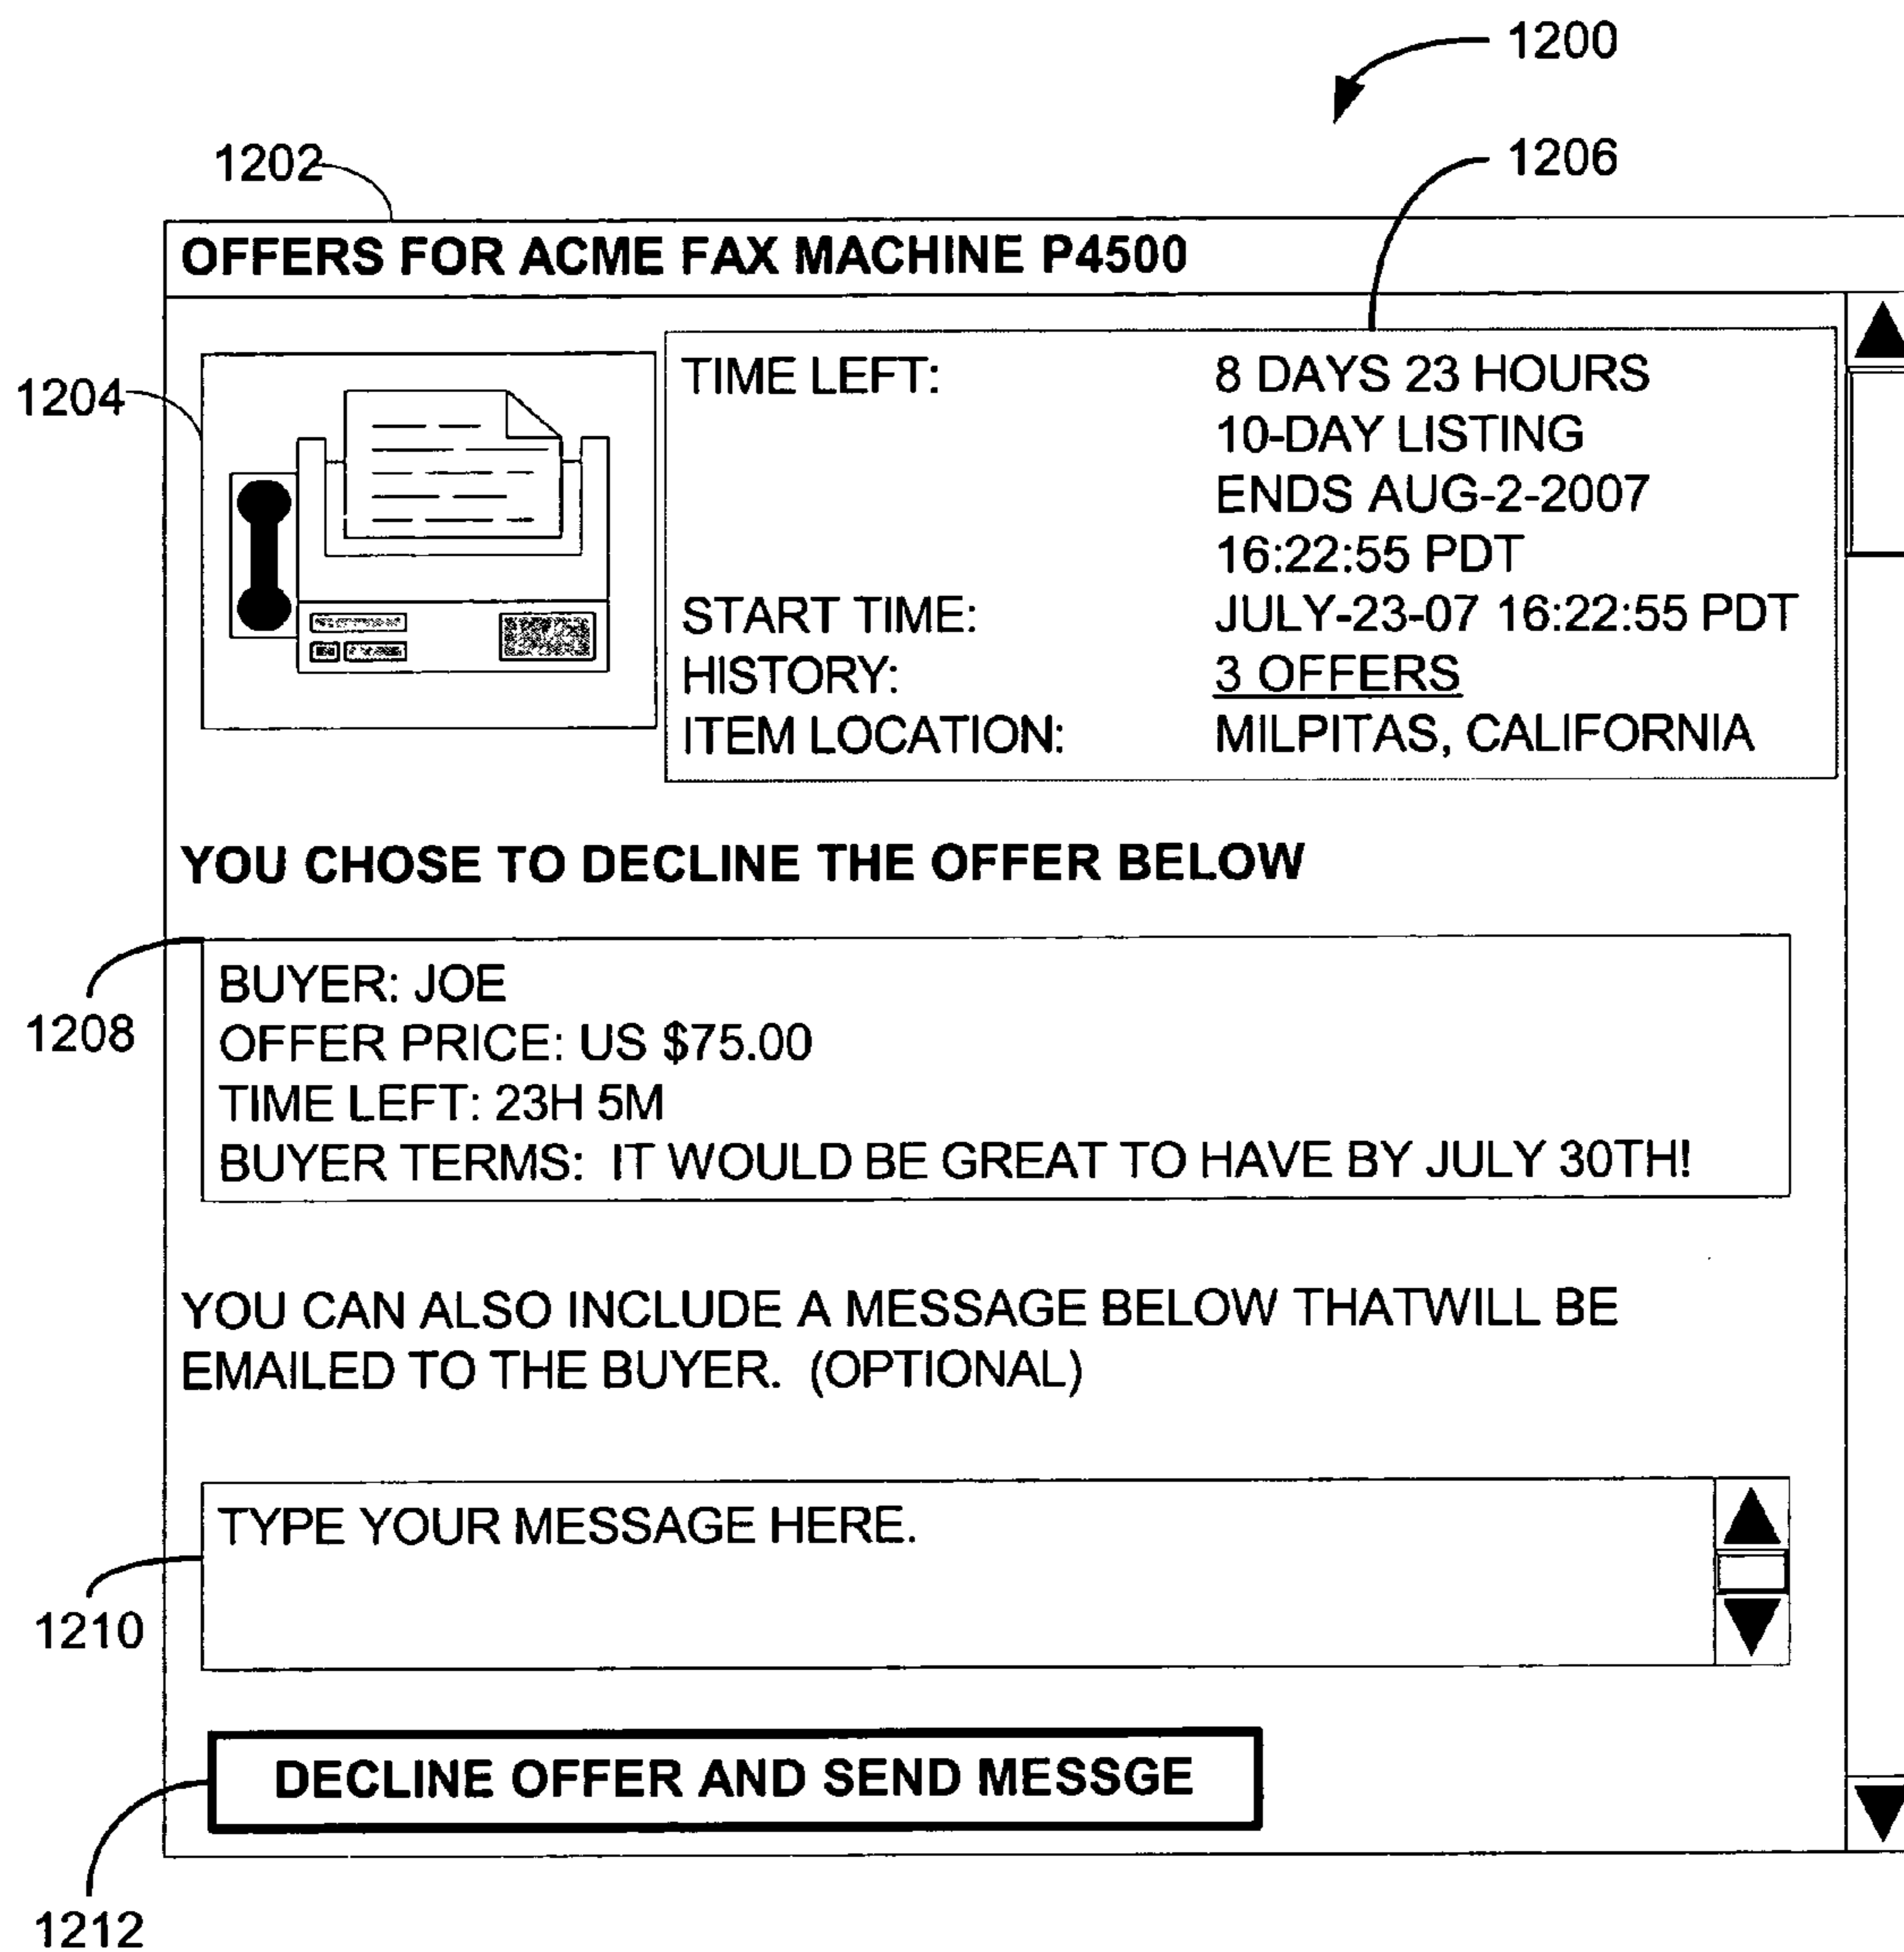 1200
1202
1206
OFFERS FOR ACME FAX MACHINE P4500
1204
TIME LEFT: 8 DAYS 23 HOURS
10-DAY LISTING
ENDS AUG-2-2007
16:22:55 PDT
START TIME: JULY-23-07 16:22:55 PDT
HISTORY: 3 OFFERS
ITEM LOCATION: MILPITAS, CALIFORNIA
YOU CHOSE TO DECLINE THE OFFER BELOW
1208
BUYER: JOE
OFFER PRICE: US $75.00
TIME LEFT: 23H 5M
BUYER TERMS: IT WOULD BE GREAT TO HAVE BY JULY 30TH!
YOU CAN ALSO INCLUDE A MESSAGE BELOW THATWILL BE
EMAILED TO THE BUYER. (OPTIONAL)
TYPE YOUR MESSAGE HERE.
1210
DECLINE OFFER AND SEND MESSGE
1212